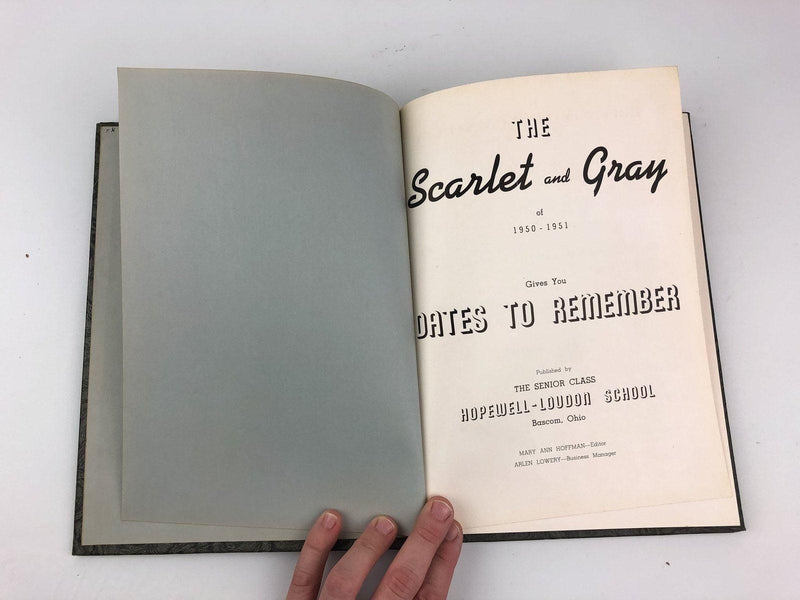 THE
Scarlet and Gray
of
1950 - 1951
Gives You
DATES TO REMEMBER
Published by
THE SENIOR CLASS
HOPEWELL-LOUDON SCHOOL
Bascom, Ohio
MARY ANN HOFFMAN—Editor
ARLEN LOWERY—Business Manager